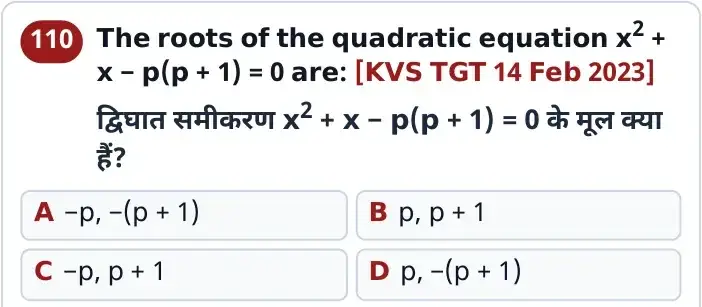 110 The roots of the quadratic equation x² +
x − p(p + 1) = 0 are: [KVS TGT 14 Feb 2023]
द्विघात समीकरण x² + x − p(p + 1) = 0 के मूल क्या
हैं?
A −p, −(p + 1)
B p, p + 1
C −p, p + 1
D p, −(p + 1)